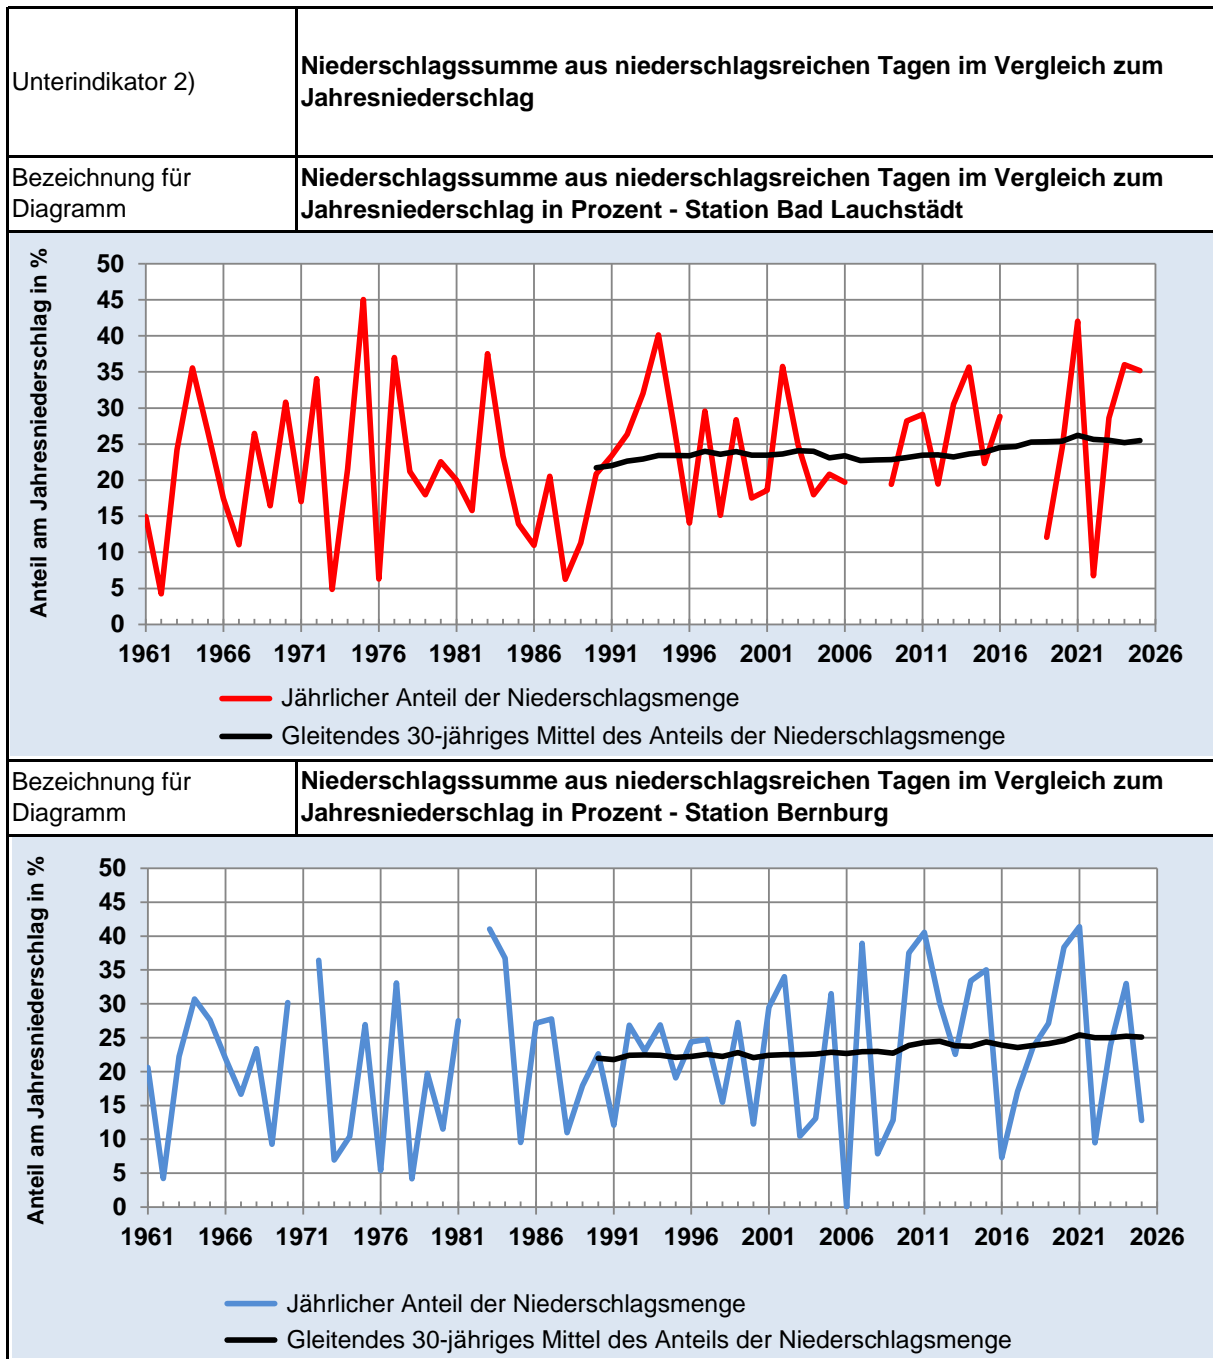 Unterindikator 2)
Niederschlagssumme aus niederschlagsreichen Tagen im Vergleich zum
Jahresniederschlag
Bezeichnung für
Diagramm
Niederschlagssumme aus niederschlagsreichen Tagen im Vergleich zum
Jahresniederschlag in Prozent - Station Bad Lauchstädt
Anteil am Jahresniederschlag in %
50
45
40
35
30
25
20
15
10
5
0
1961 1966 1971 1976 1981 1986 1991 1996 2001 2006 2011 2016 2021 2026
Jährlicher Anteil der Niederschlagsmenge
Gleitendes 30-jähriges Mittel des Anteils der Niederschlagsmenge
Bezeichnung für
Diagramm
Niederschlagssumme aus niederschlagsreichen Tagen im Vergleich zum
Jahresniederschlag in Prozent - Station Bernburg
Anteil am Jahresniederschlag in %
50
45
40
35
30
25
20
15
10
5
0
1961 1966 1971 1976 1981 1986 1991 1996 2001 2006 2011 2016 2021 2026
Jährlicher Anteil der Niederschlagsmenge
Gleitendes 30-jähriges Mittel des Anteils der Niederschlagsmenge